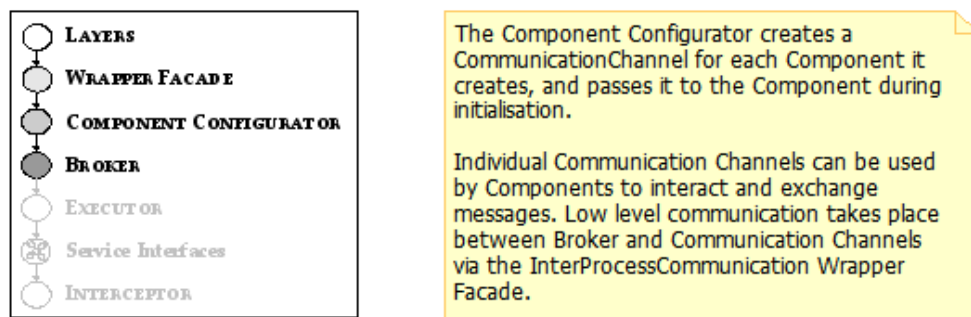 LAYERS
WRAPPER FACADE
COMPONENT CONFIGURATOR
BROKER
EXECUTOR
Service Interfaces
INTERCEPTOR
The Component Configurator creates a
CommunicationChannel for each Component it
creates, and passes it to the Component during
initialisation.
Individual Communication Channels can be used
by Components to interact and exchange
messages. Low level communication takes place
between Broker and Communication Channels
via the InterProcessCommunication Wrapper
Facade.